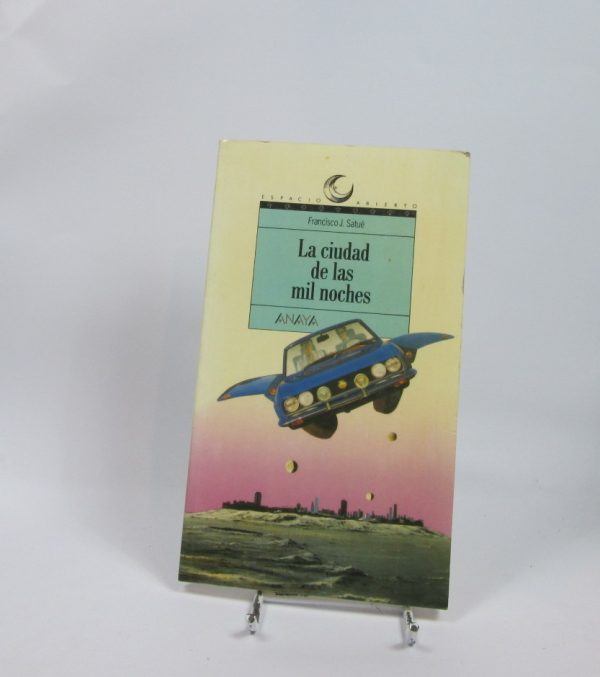 ESPACIO ABIERTO
Francisco J. Satué
La ciudad
de las
mil noches
ANAYA